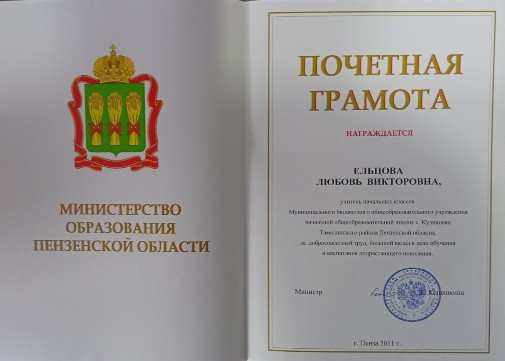 МИНИСТЕРСТВО
ОБРАЗОВАНИЯ
ПЕНЗЕНСКОЙ ОБЛАСТИ
ПОЧЕТНАЯ
ГРАМОТА
НАГРАЖДАЕТСЯ
ЕЛЬЦОВА
ЛЮБОВЬ ВИКТОРОВНА,
учитель начальных классов
Муниципального бюджетного общеобразовательного учреждения
начальной общеобразовательной школы с.
Тамалинского района Пензенской области,
за добросовестный труд, большой вклад в дело обучения
и воспитания подрастающего поколения.
Министр
г. Пенза 2011 г.